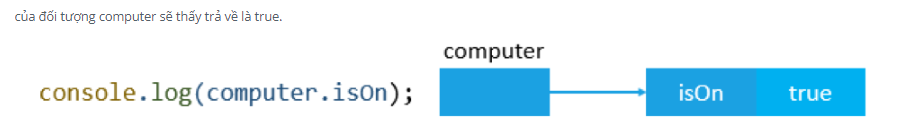 của đối tượng computer sẽ thấy trả về là true.
computer
console.log(computer.isOn);
isOn
true